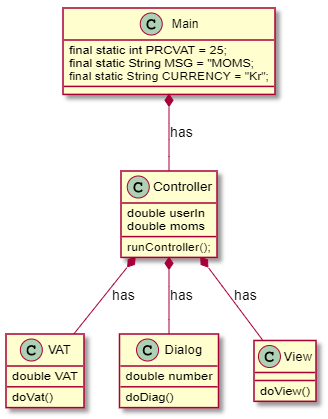 C Main
final static int PRCVAT = 25;
final static String MSG = "MOMS;
final static String CURRENCY = "Kr";
has
C Controller
double userIn
double moms
runController();
has
has
has
C VAT
double VAT
doVat()
C Dialog
double number
doDiag()
C View
doView()